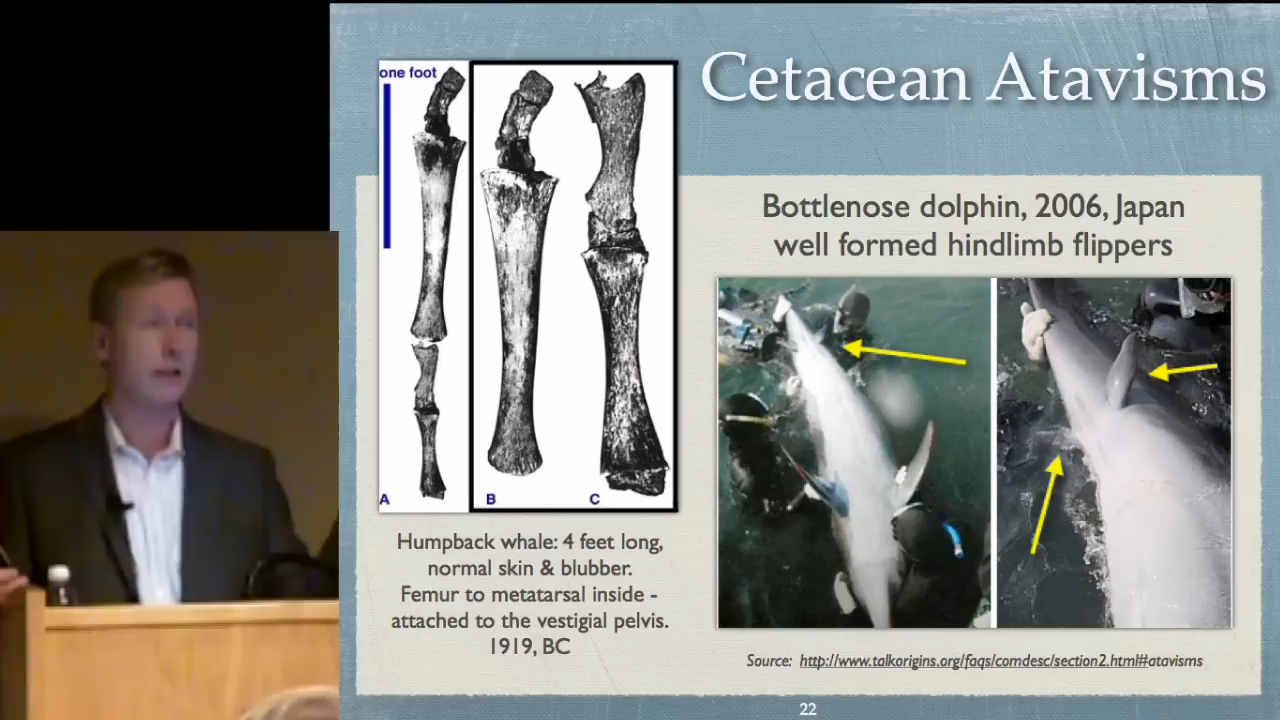 Cetacean Atavisms
one foot
A
B
C
Humpback whale: 4 feet long,
normal skin & blubber.
Femur to metatarsal inside -
attached to the vestigial pelvis.
1919, BC
Bottlenose dolphin, 2006, Japan
well formed hindlimb flippers
Source: http://www.talkorigins.org/faqs/comdesc/section2.html#atavisms
22